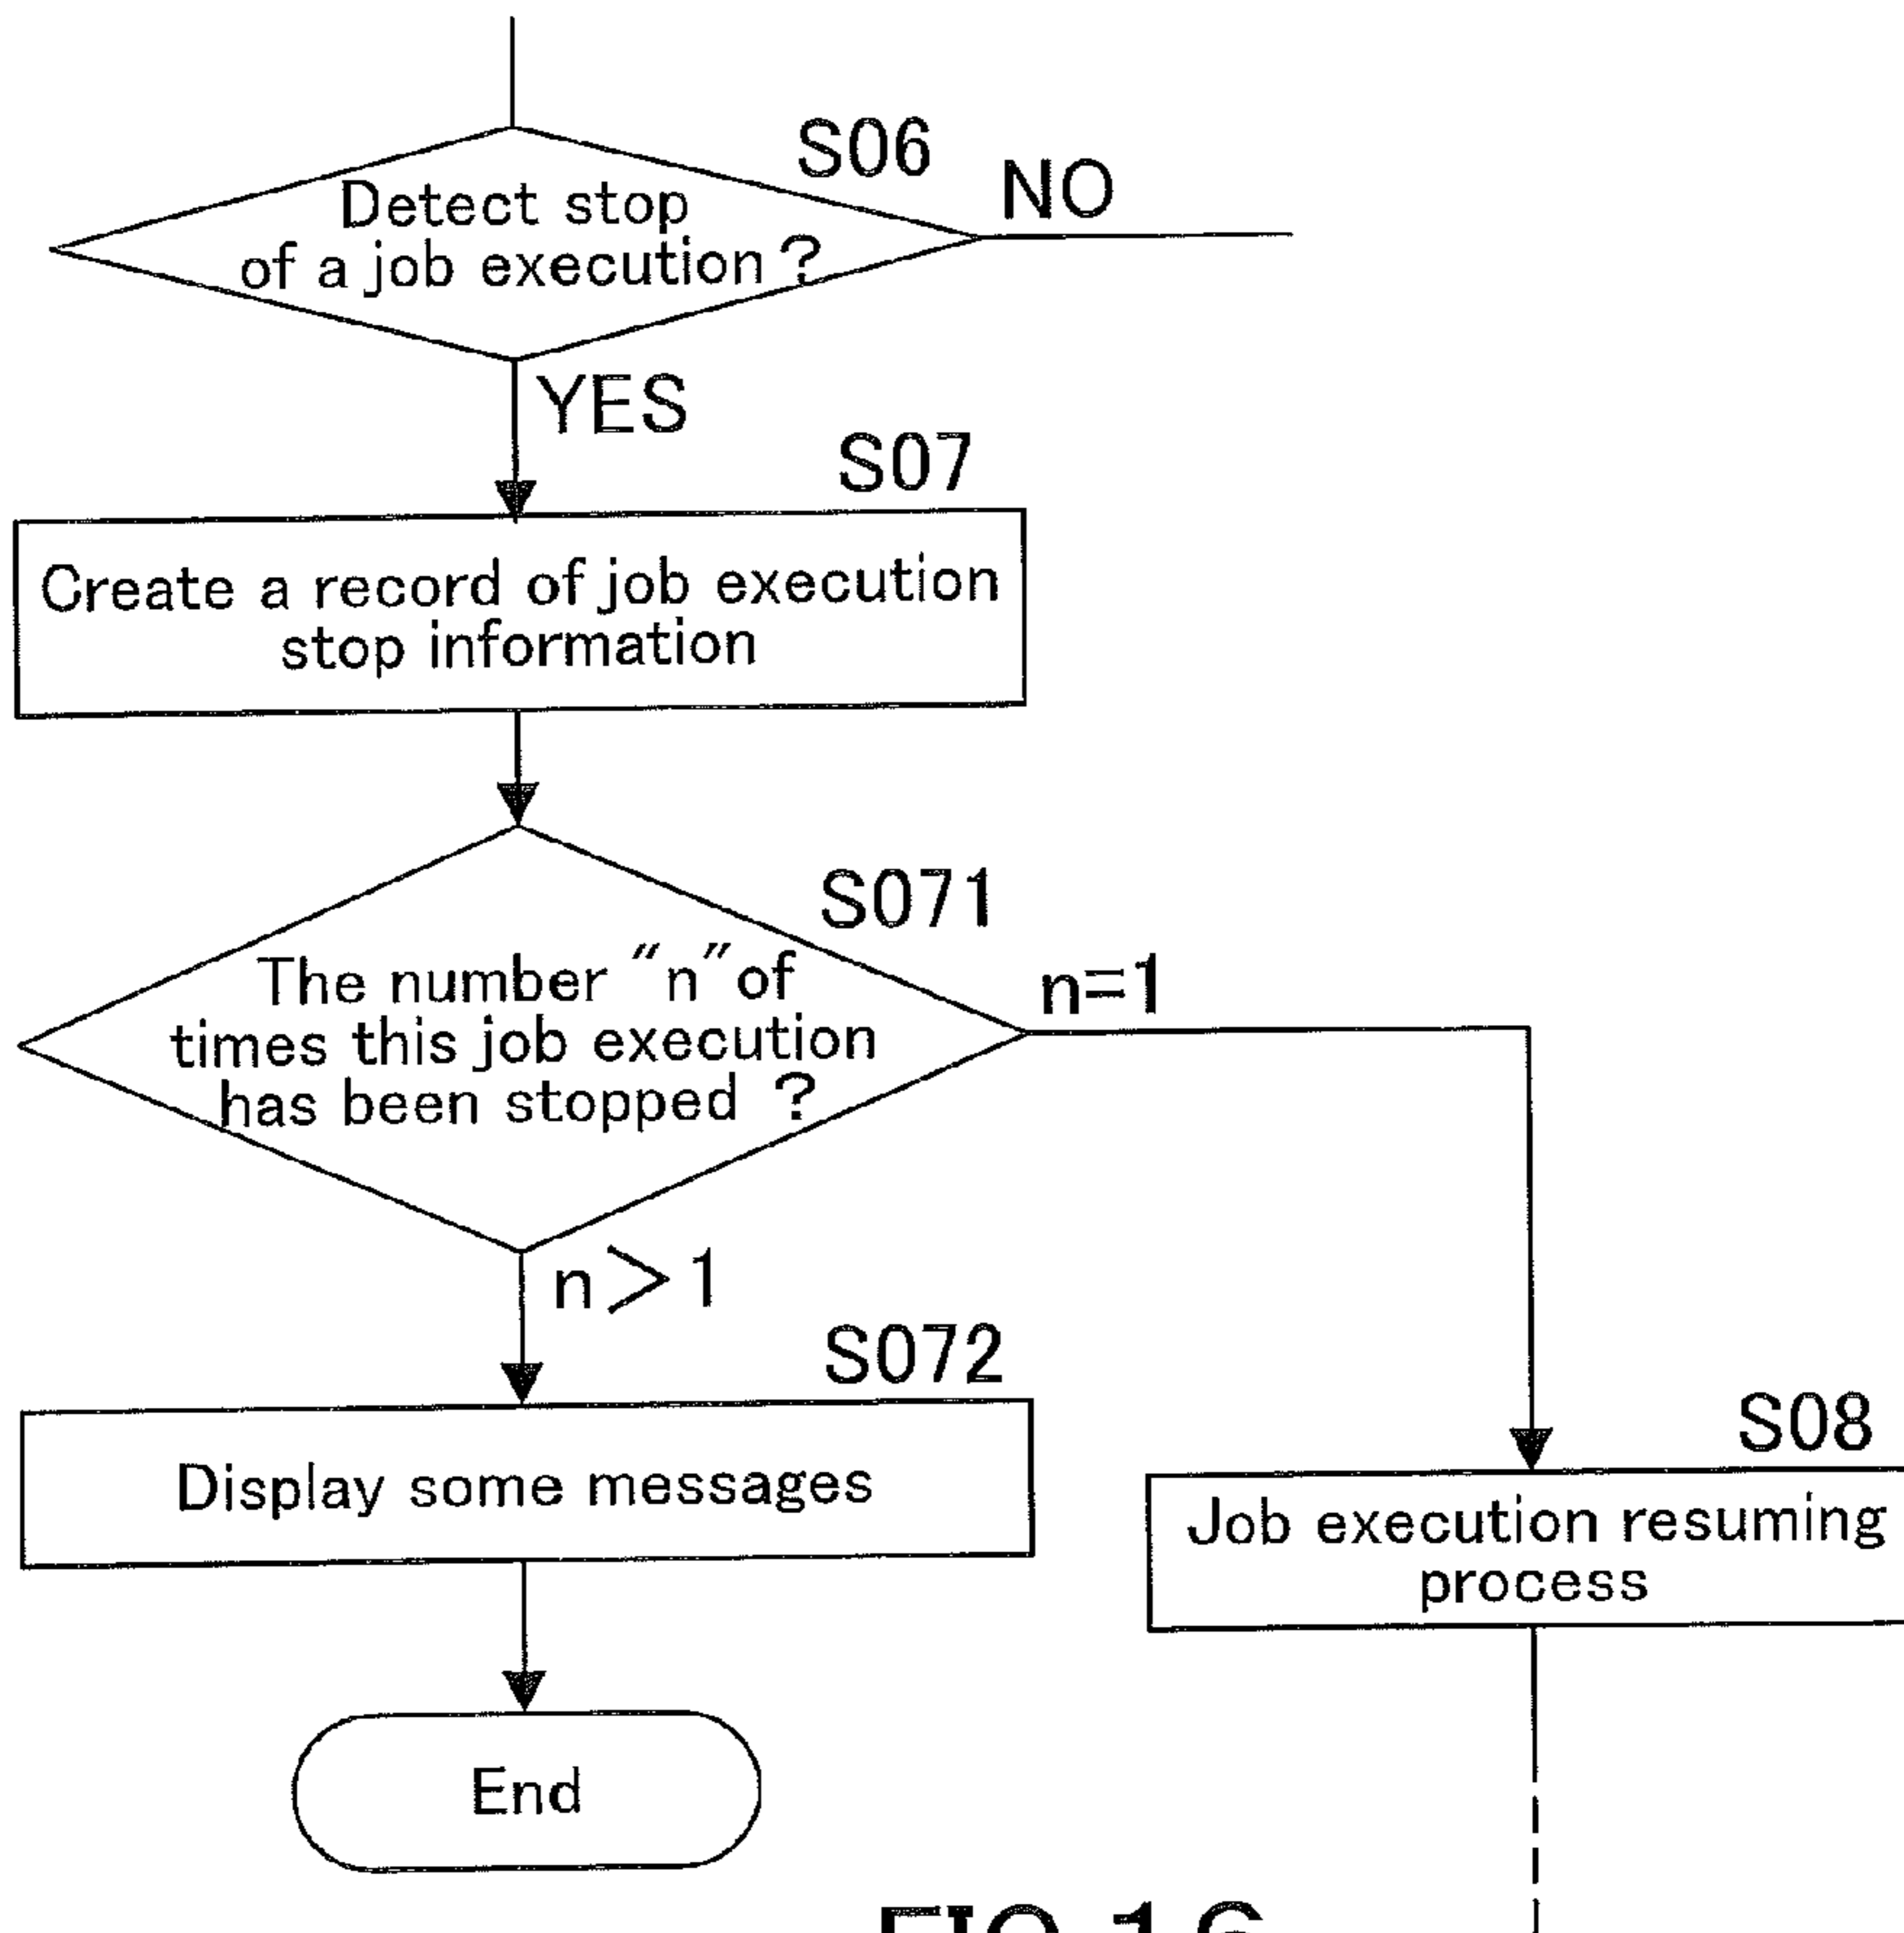 S06
Detect stop
of a job execution ?
NO
YES
S07
Create a record of job execution
stop information
S071
The number "n" of
times this job execution
has been stopped ?
n=1
n>1
S072
Display some messages
S08
Job execution resuming
process
End